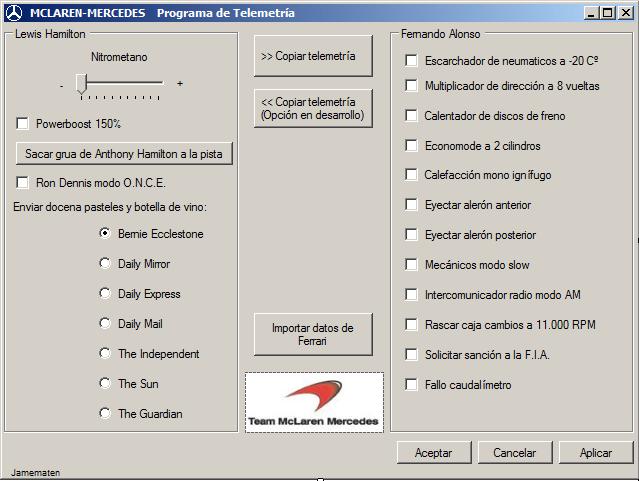 MCLAREN-MERCEDES   Programa de Telemetría
Lewis Hamilton
Nitrometano
- +
Powerboost 150%
Sacar grua de Anthony Hamilton a la pista
Ron Dennis modo O.N.C.E.
Enviar docena pasteles y botella de vino:
Bernie Ecclestone
Daily Mirror
Daily Express
Daily Mail
The Independent
The Sun
The Guardian
>> Copiar telemetría
<< Copiar telemetría
(Opción en desarrollo)
Importar datos de
Ferrari
Team McLaren Mercedes
Fernando Alonso
Escarchador de neumaticos a -20 Cº
Multiplicador de dirección a 8 vueltas
Calentador de discos de freno
Economode a 2 cilindros
Calefacción mono ignífugo
Eyectar alerón anterior
Eyectar alerón posterior
Mecánicos modo slow
Intercomunicador radio modo AM
Rascar caja cambios a 11.000 RPM
Solicitar sanción a la F.I.A.
Fallo caudalímetro
Aceptar
Cancelar
Aplicar
Jamematen